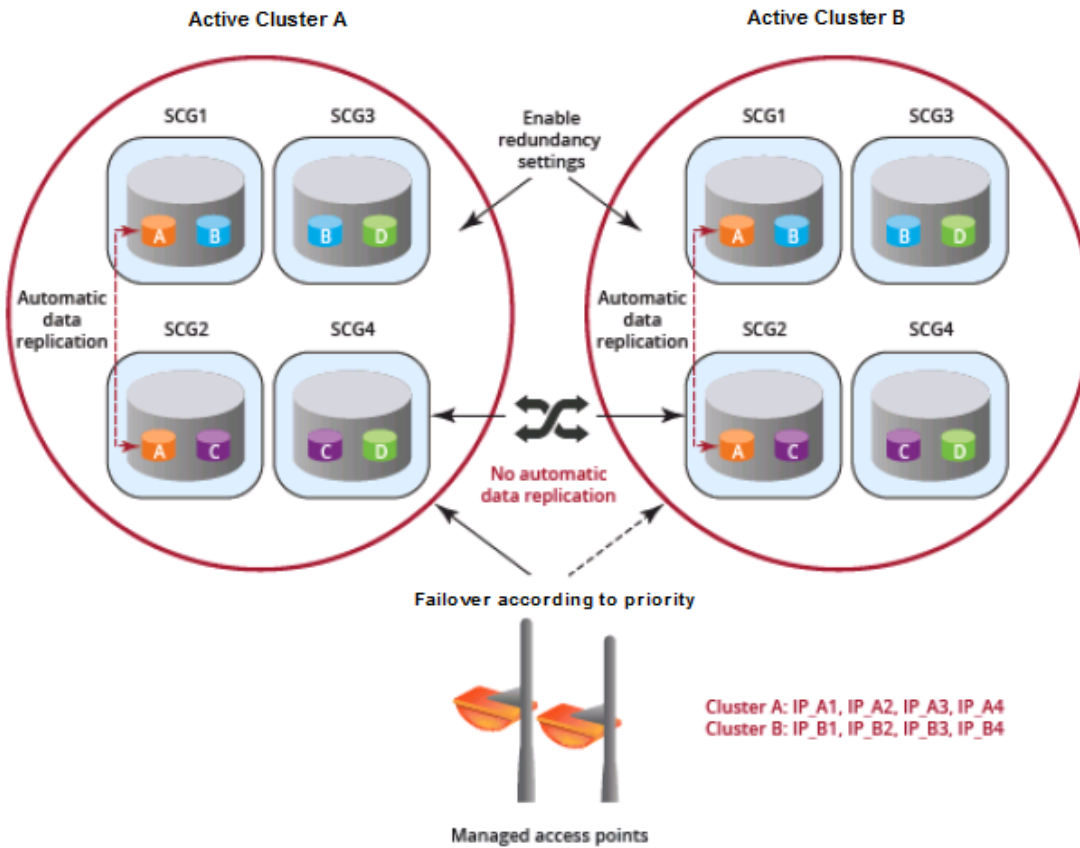 Active Cluster A
Active Cluster B
SCG1
SCG3
A
B
B
D
Automatic
data
replication
SCG2
SCG4
A
C
C
D
Enable
redundancy
settings
No automatic
data replication
SCG1
SCG3
A
B
B
D
Automatic
data
replication
SCG2
SCG4
A
C
C
D
Failover according to priority
Cluster A: IP_A1, IP_A2, IP_A3, IP_A4
Cluster B: IP_B1, IP_B2, IP_B3, IP_B4
Managed access points